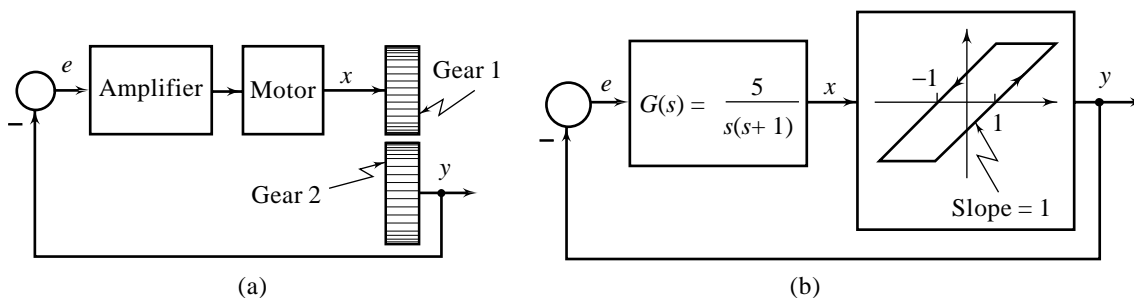 e
Amplifier
Motor
x
Gear 1
Gear 2
y
−
(a)
e
G(s) = 5 / s(s+1)
x
−1
1
Slope = 1
y
−
(b)